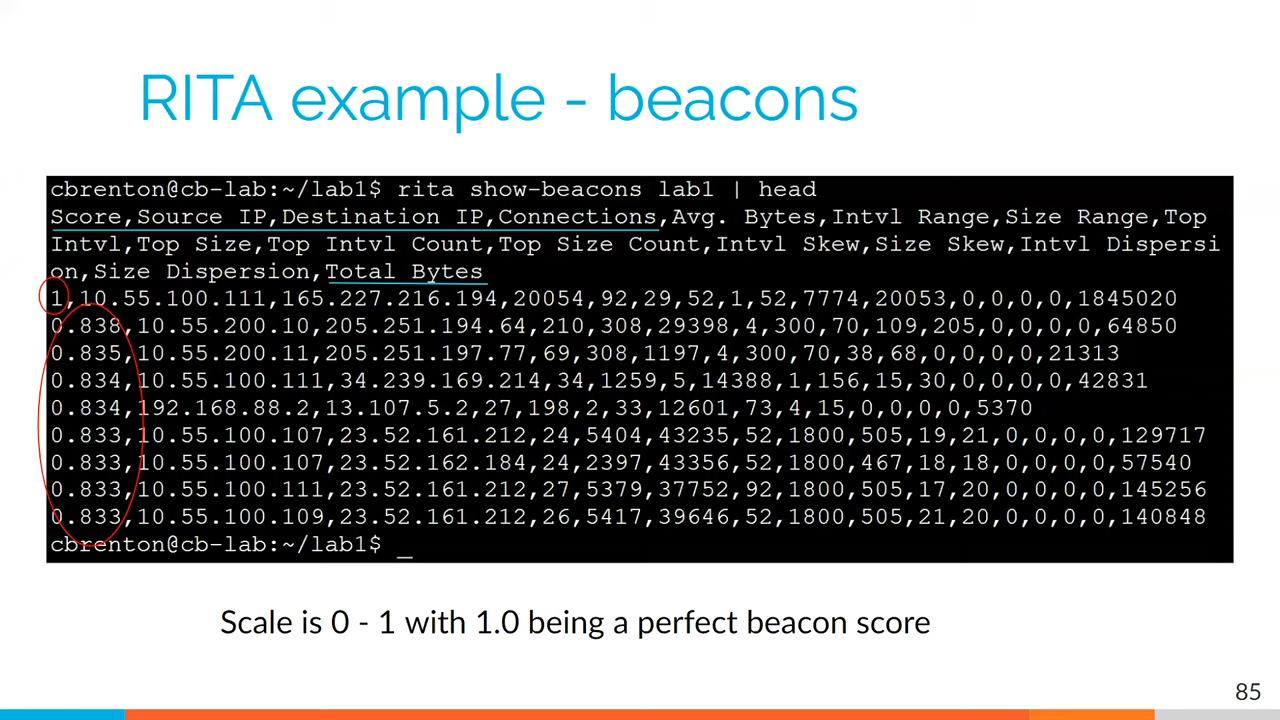 RITA example - beacons
cbrenton@cb-lab:~/lab1$ rita show-beacons lab1 | head
Score,Source IP,Destination IP,Connections,Avg. Bytes,Intvl Range,Size Range,Top
Intvl,Top Size,Top Intvl Count,Top Size Count,Intvl Skew,Size Skew,Intvl Dispersi
on,Size Dispersion,Total Bytes
1,10.55.100.111,165.227.216.194,20054,92,29,52,1,52,7774,20053,0,0,0,0,1845020
0.838,10.55.200.10,205.251.194.64,210,308,29398,4,300,70,109,205,0,0,0,0,64850
0.835,10.55.200.11,205.251.197.77,69,308,1197,4,300,70,38,68,0,0,0,0,21313
0.834,10.55.100.111,34.239.169.214,34,1259,5,14388,1,156,15,30,0,0,0,0,42831
0.834,192.168.88.2,13.107.5.2,27,198,2,33,12601,73,4,15,0,0,0,0,5370
0.833,10.55.100.107,23.52.161.212,24,5404,43235,52,1800,505,19,21,0,0,0,0,129717
0.833,10.55.100.107,23.52.162.184,24,2397,43356,52,1800,467,18,18,0,0,0,0,57540
0.833,10.55.100.111,23.52.161.212,27,5379,37752,92,1800,505,17,20,0,0,0,0,145256
0.833,10.55.100.109,23.52.161.212,26,5417,39646,52,1800,505,21,20,0,0,0,0,140848
cbrenton@cb-lab:~/lab1$ _
Scale is 0 - 1 with 1.0 being a perfect beacon score
85